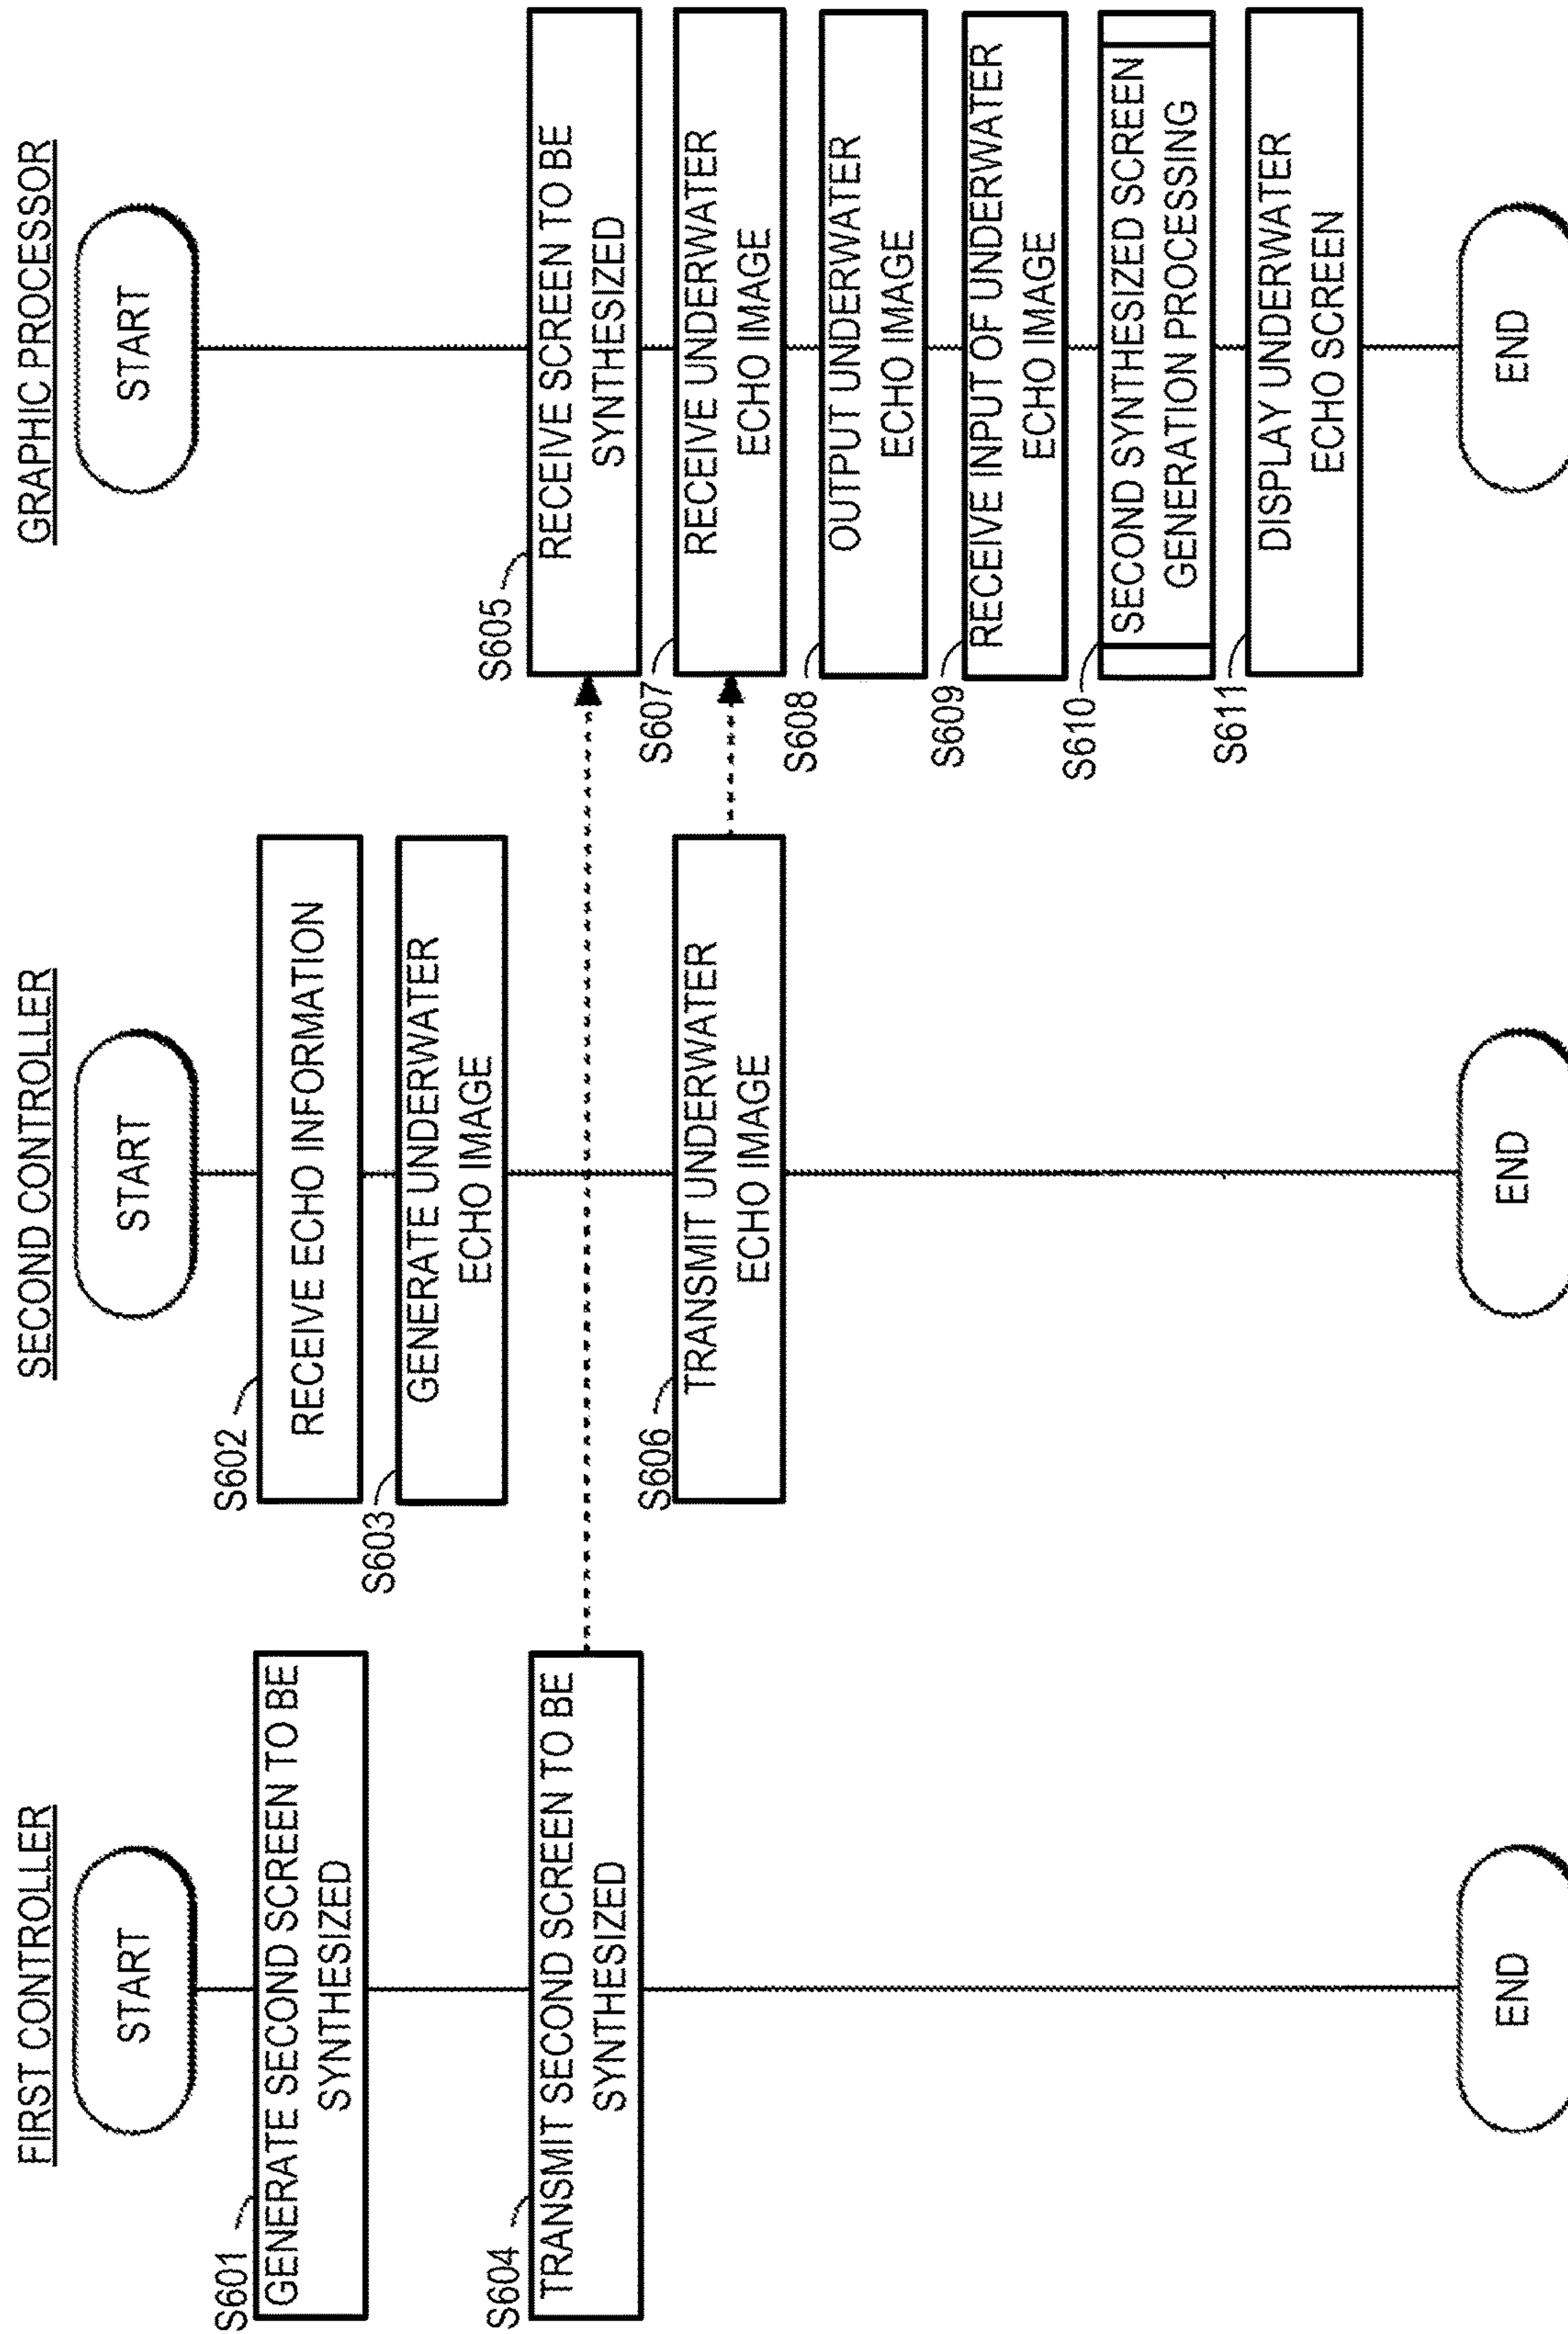 FIRST CONTROLLER
START
S601
GENERATE SECOND SCREEN TO BE
SYNTHESIZED
S604
TRANSMIT SECOND SCREEN TO BE
SYNTHESIZED
END
SECOND CONTROLLER
START
S602
RECEIVE ECHO INFORMATION
S603
GENERATE UNDERWATER
ECHO IMAGE
S606
TRANSMIT UNDERWATER
ECHO IMAGE
END
GRAPHIC PROCESSOR
START
S605
RECEIVE SCREEN TO BE
SYNTHESIZED
S607
RECEIVE UNDERWATER
ECHO IMAGE
S608
OUTPUT UNDERWATER
ECHO IMAGE
S609
RECEIVE INPUT OF UNDERWATER
ECHO IMAGE
S610
SECOND SYNTHESIZED SCREEN
GENERATION PROCESSING
S611
DISPLAY UNDERWATER
ECHO SCREEN
END